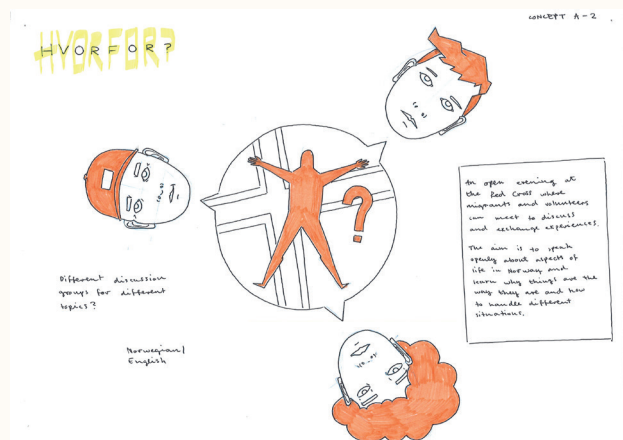 CONCEPT A-2
HVORFOR?
HVORFOR?
?
An open evening at
the Red Cross where
migrants and volunteers
can meet to discuss
and exchange experiences.
The aim is to speak
openly about aspects of
life in Norway and
learn why things are the
way they are and how
to handle different
situations.
Different discussion
groups for different
topics?
Norwegian/
English